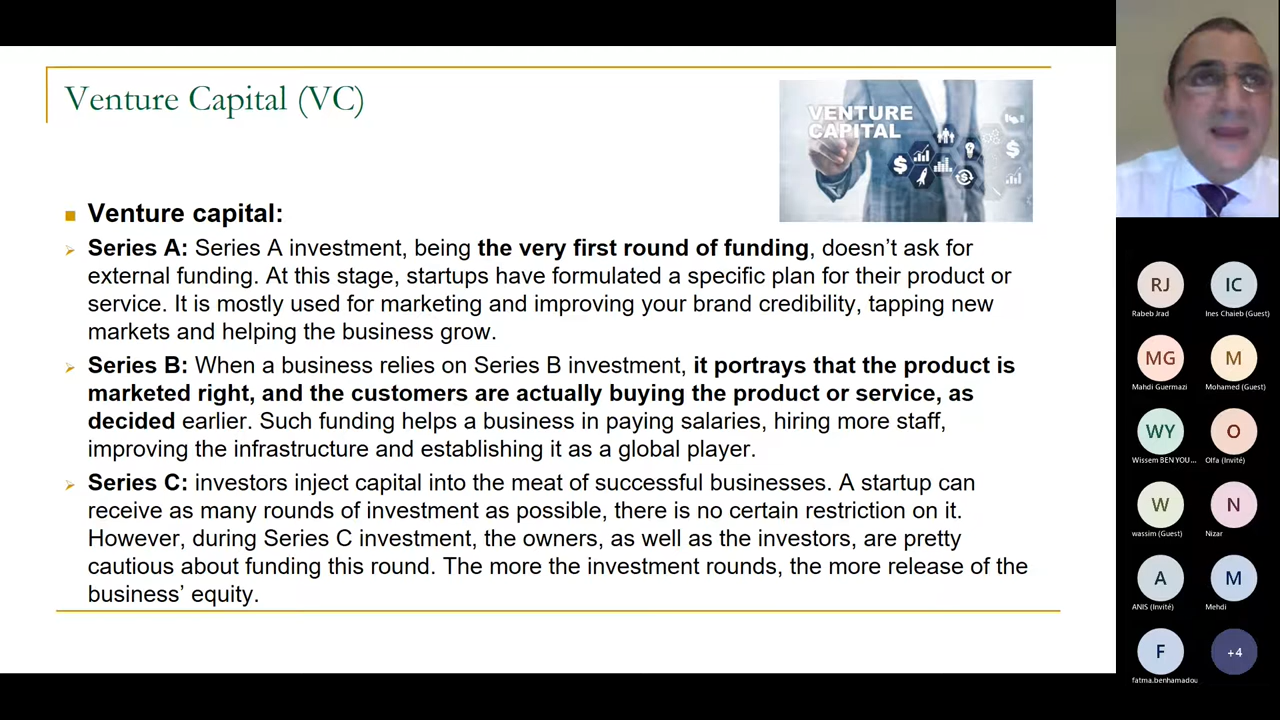 Venture Capital (VC)
VENTURE
CAPITAL
Venture capital:
Series A: Series A investment, being the very first round of funding, doesn’t ask for
external funding. At this stage, startups have formulated a specific plan for their product or
service. It is mostly used for marketing and improving your brand credibility, tapping new
markets and helping the business grow.
Series B: When a business relies on Series B investment, it portrays that the product is
marketed right, and the customers are actually buying the product or service, as
decided earlier. Such funding helps a business in paying salaries, hiring more staff,
improving the infrastructure and establishing it as a global player.
Series C: investors inject capital into the meat of successful businesses. A startup can
receive as many rounds of investment as possible, there is no certain restriction on it.
However, during Series C investment, the owners, as well as the investors, are pretty
cautious about funding this round. The more the investment rounds, the more release of the
business’ equity.
RJ
IC
Rabeb Jrad
Ines Chaieb (Guest)
MG
M
Mahdi Guermazi
Mohamed (Guest)
WY
O
Wissem BEN YOU...
Olfa (Invité)
W
N
wassim (Guest)
Nizar
A
M
ANIS (Invité)
Mehdi
F
+4
fatma.benhamadou